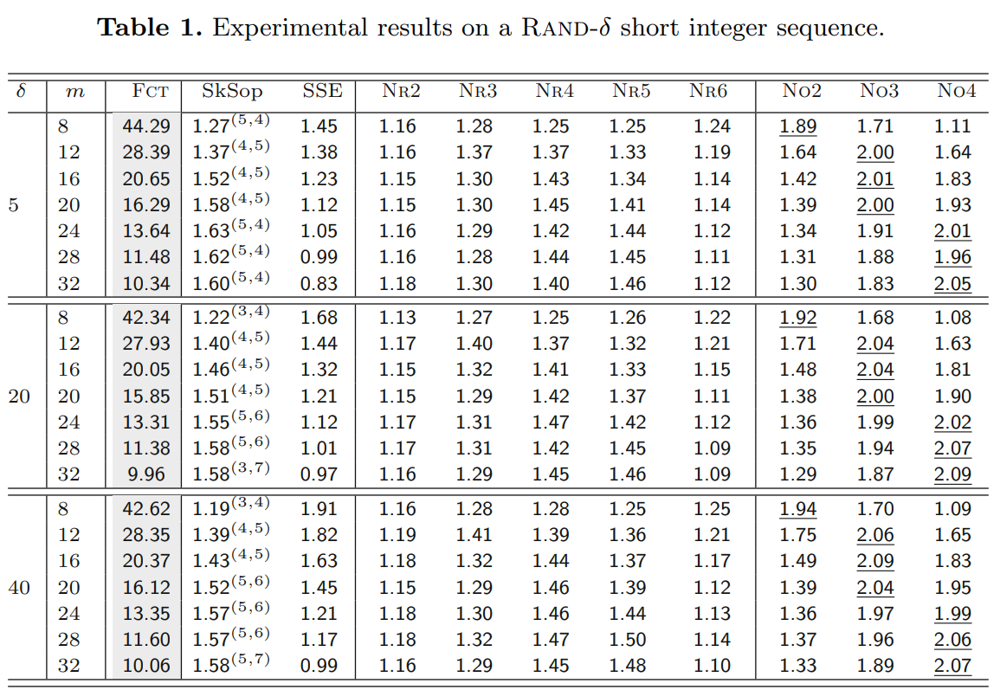 Table 1. Experimental results on a RAND-δ short integer sequence.
δ m FCT SKSOP SSE NR2 NR3 NR4 NR5 NR6 NO2 NO3 NO4
8 44.29 1.27(5,4) 1.45 1.16 1.28 1.25 1.25 1.24 1.89 1.71 1.11
12 28.39 1.37(4,5) 1.38 1.16 1.37 1.37 1.33 1.19 1.64 2.00 1.64
16 20.65 1.52(4,5) 1.23 1.15 1.30 1.43 1.34 1.14 1.42 2.01 1.83
5 20 16.29 1.58(4,5) 1.12 1.15 1.30 1.45 1.41 1.14 1.39 2.00 1.93
24 13.64 1.63(5,4) 1.05 1.16 1.29 1.42 1.44 1.12 1.34 1.91 2.01
28 11.48 1.62(5,4) 0.99 1.16 1.28 1.44 1.45 1.11 1.31 1.88 1.96
32 10.34 1.60(5,4) 0.83 1.18 1.30 1.40 1.46 1.12 1.30 1.83 2.05
8 42.34 1.22(3,4) 1.68 1.13 1.27 1.25 1.26 1.22 1.92 1.68 1.08
12 27.93 1.40(4,5) 1.44 1.17 1.40 1.37 1.32 1.21 1.71 2.04 1.63
16 20.05 1.46(4,5) 1.32 1.15 1.32 1.41 1.33 1.15 1.48 2.04 1.81
20 20 15.85 1.51(4,5) 1.21 1.15 1.29 1.42 1.37 1.11 1.38 2.00 1.90
24 13.31 1.55(5,6) 1.12 1.17 1.31 1.47 1.42 1.12 1.36 1.99 2.02
28 11.38 1.58(5,6) 1.01 1.17 1.31 1.42 1.45 1.09 1.35 1.94 2.07
32 9.96 1.58(3,7) 0.97 1.16 1.29 1.45 1.46 1.09 1.29 1.87 2.09
8 42.62 1.19(3,4) 1.91 1.16 1.28 1.28 1.25 1.25 1.94 1.70 1.09
12 28.35 1.39(4,5) 1.82 1.19 1.41 1.39 1.36 1.21 1.75 2.06 1.65
16 20.37 1.43(4,5) 1.63 1.18 1.32 1.44 1.37 1.17 1.49 2.09 1.83
40 20 16.12 1.52(5,6) 1.45 1.15 1.29 1.46 1.39 1.12 1.39 2.04 1.95
24 13.35 1.57(5,6) 1.21 1.18 1.30 1.46 1.44 1.13 1.36 1.97 1.99
28 11.60 1.57(5,6) 1.17 1.18 1.32 1.47 1.50 1.14 1.37 1.96 2.06
32 10.06 1.58(5,7) 0.99 1.16 1.29 1.45 1.48 1.10 1.33 1.89 2.07